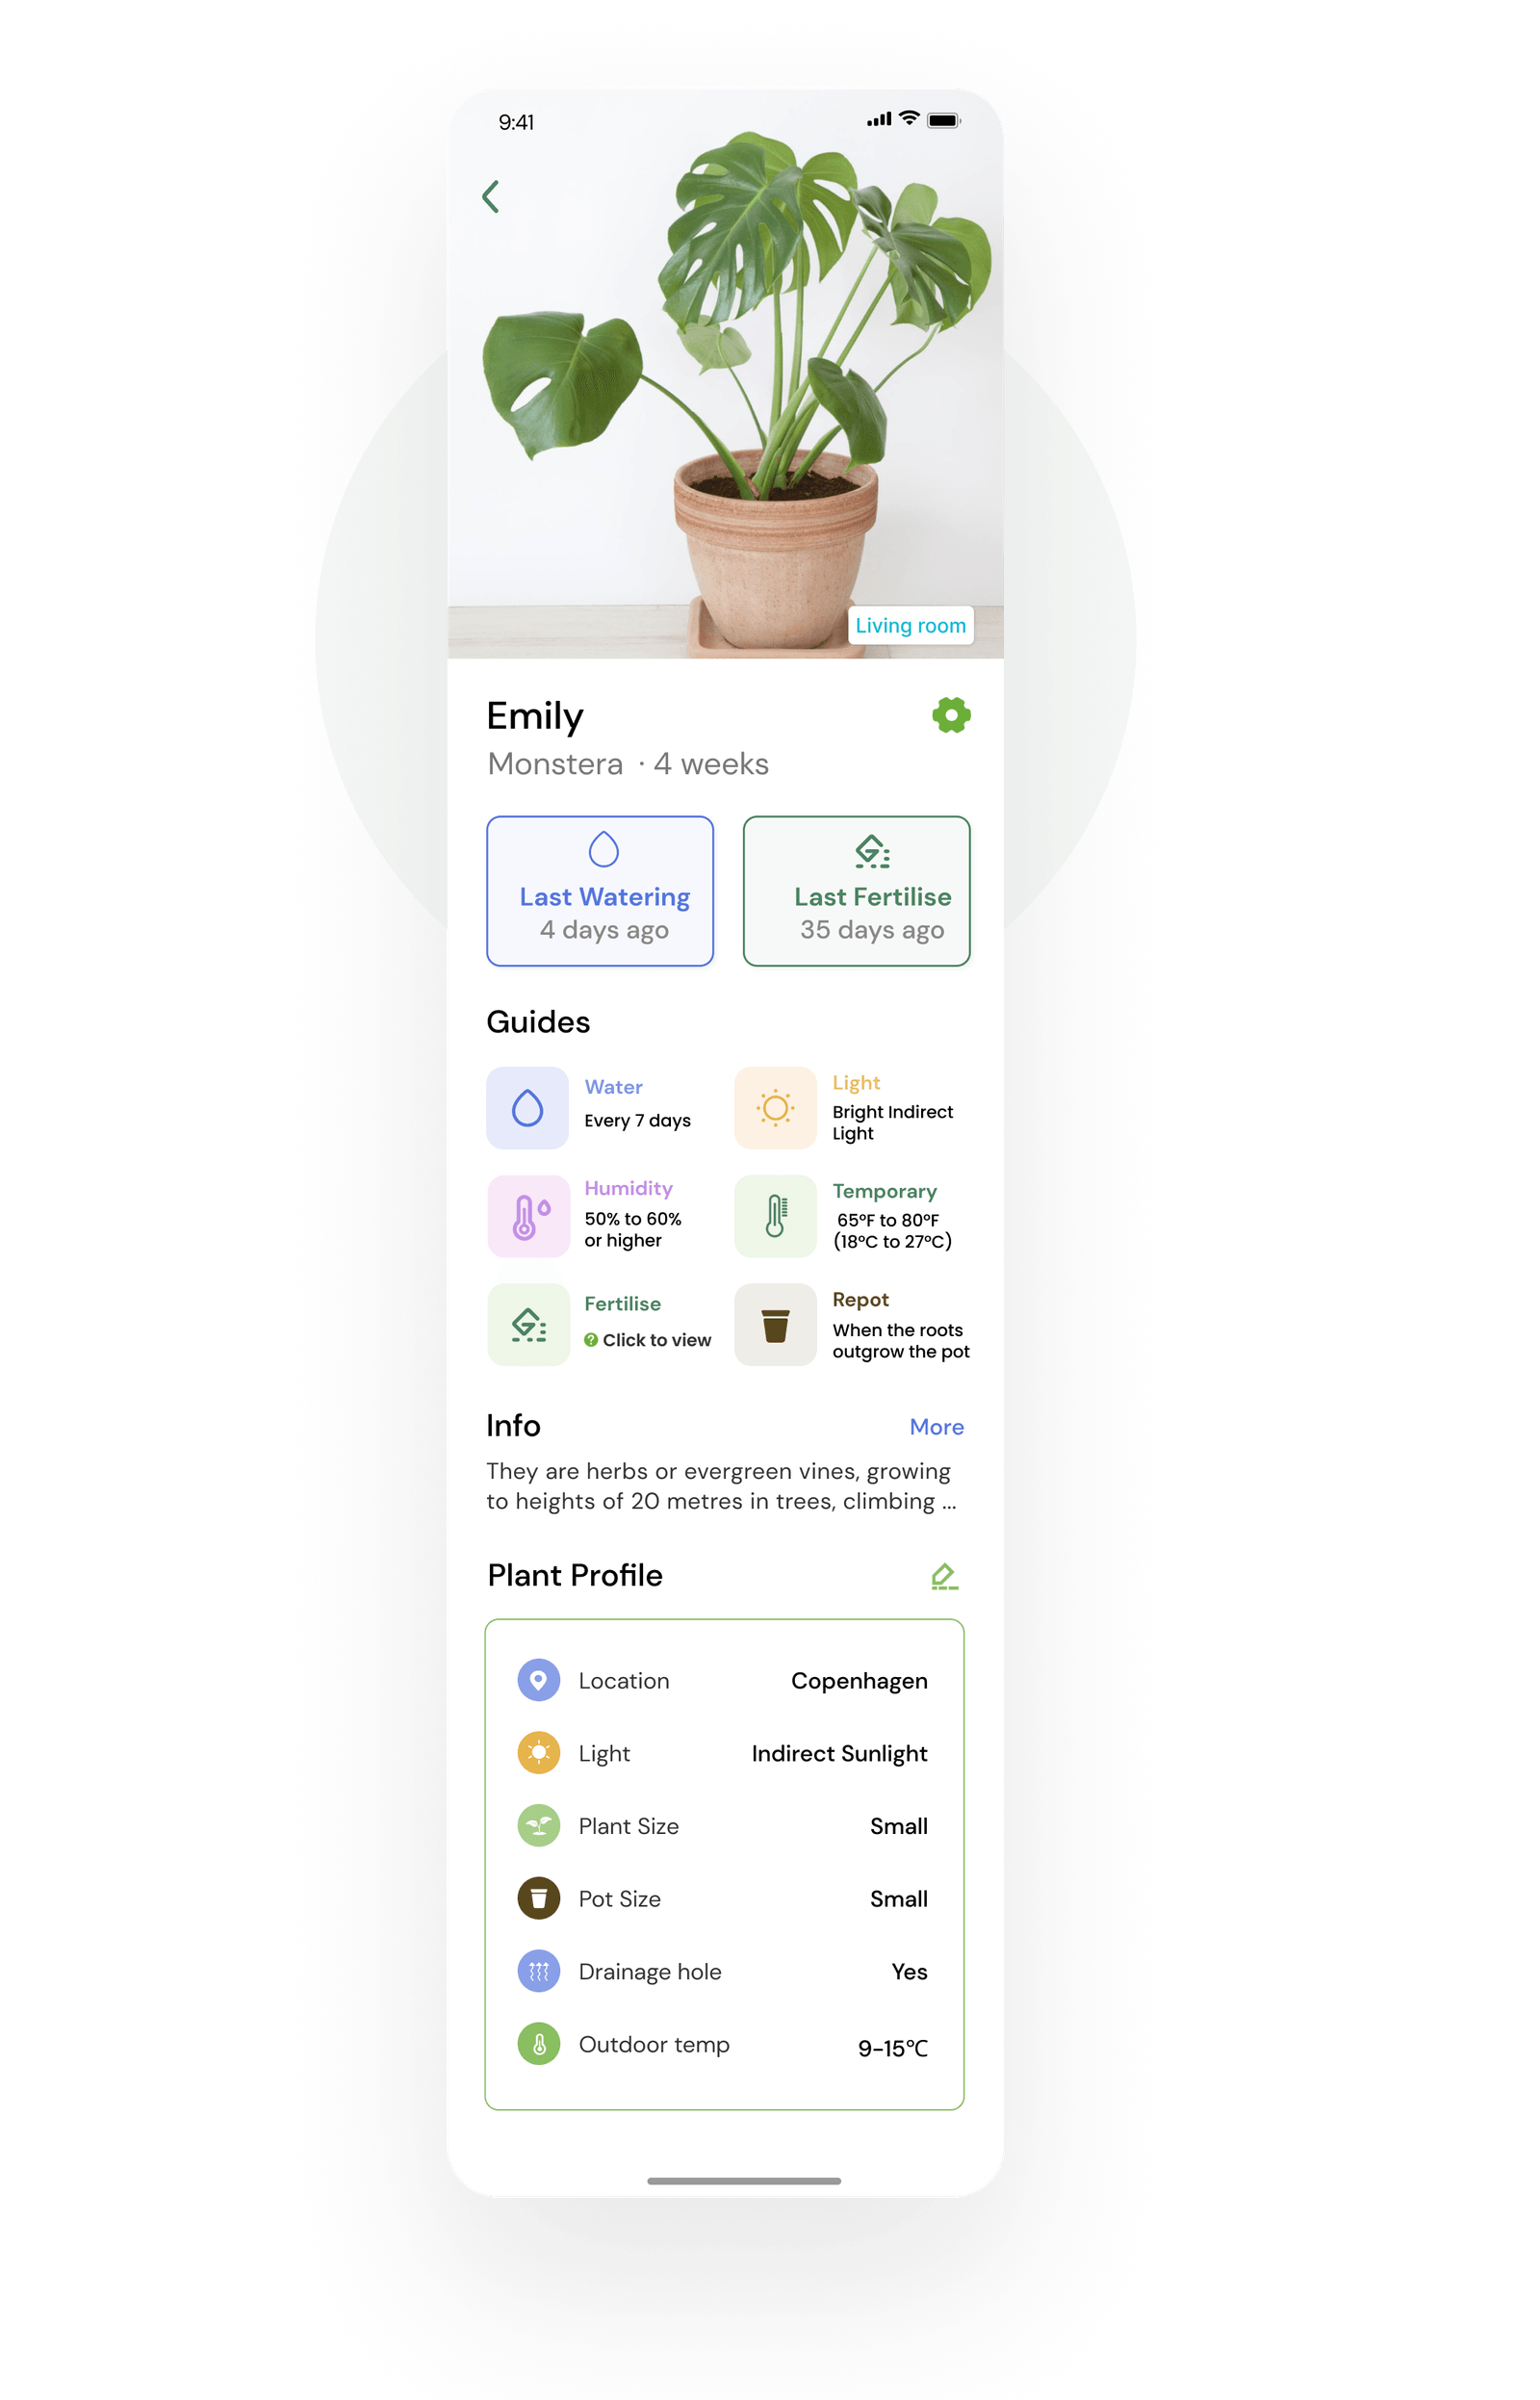 9:41
Living room
Emily
Monstera · 4 weeks
Last Watering
4 days ago
Last Fertilise
35 days ago
Guides
Water
Every 7 days
Light
Bright Indirect
Light
Humidity
50% to 60%
or higher
Temporary
65°F to 80°F
(18°C to 27°C)
Fertilise
? Click to view
Repot
When the roots
outgrow the pot
Info
More
They are herbs or evergreen vines, growing
to heights of 20 metres in trees, climbing ...
Plant Profile
Location Copenhagen
Light Indirect Sunlight
Plant Size Small
Pot Size Small
Drainage hole Yes
Outdoor temp 9-15°C